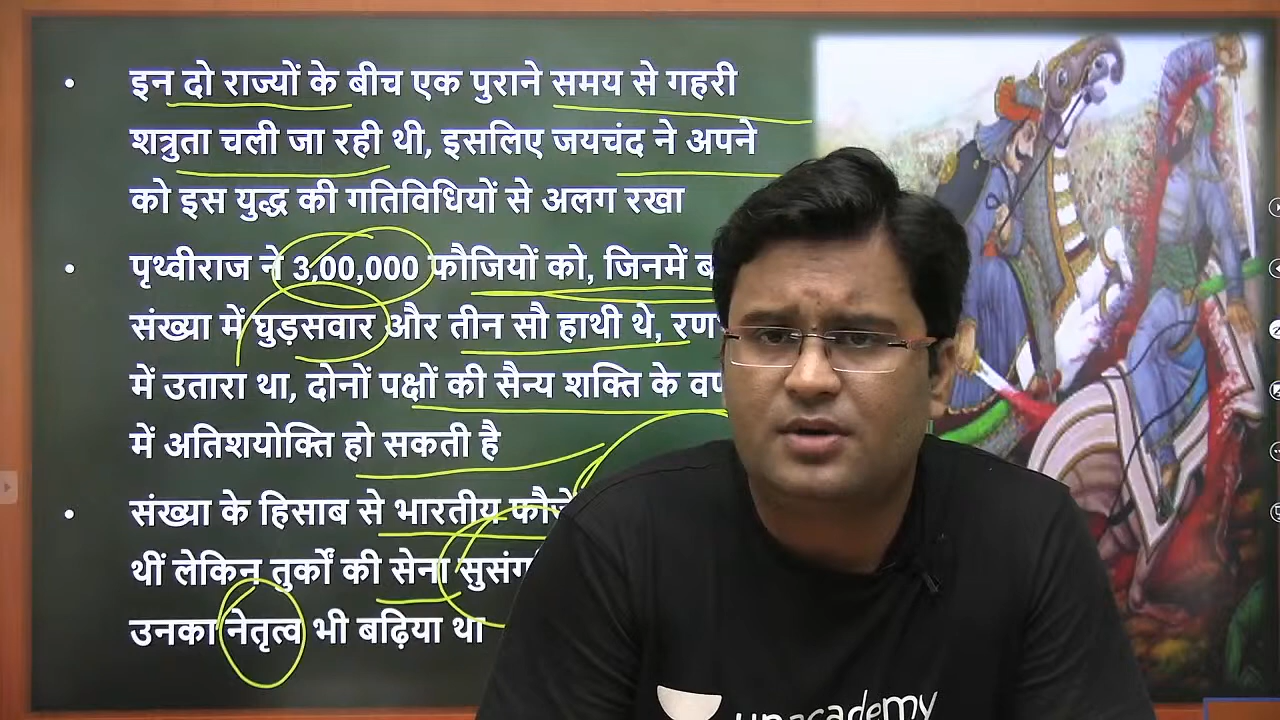 इन दो राज्यों के बीच एक पुराने समय से गहरी
शत्रुता चली जा रही थी, इसलिए जयचंद ने अपने
को इस युद्ध की गतिविधियों से अलग रखा
पृथ्वीराज ने 3,00,000 फौजियों को, जिनमें
संख्या में घुड़सवार और तीन सौ हाथी थे,
में उतारा था, दोनों पक्षों की सैन्य शक्ति के
में अतिशयोक्ति हो सकती है
संख्या के हिसाब से भारतीय
थीं लेकिन तुर्कों की सेना
उनका नेतृत्व भी बढ़िया था
unacademy